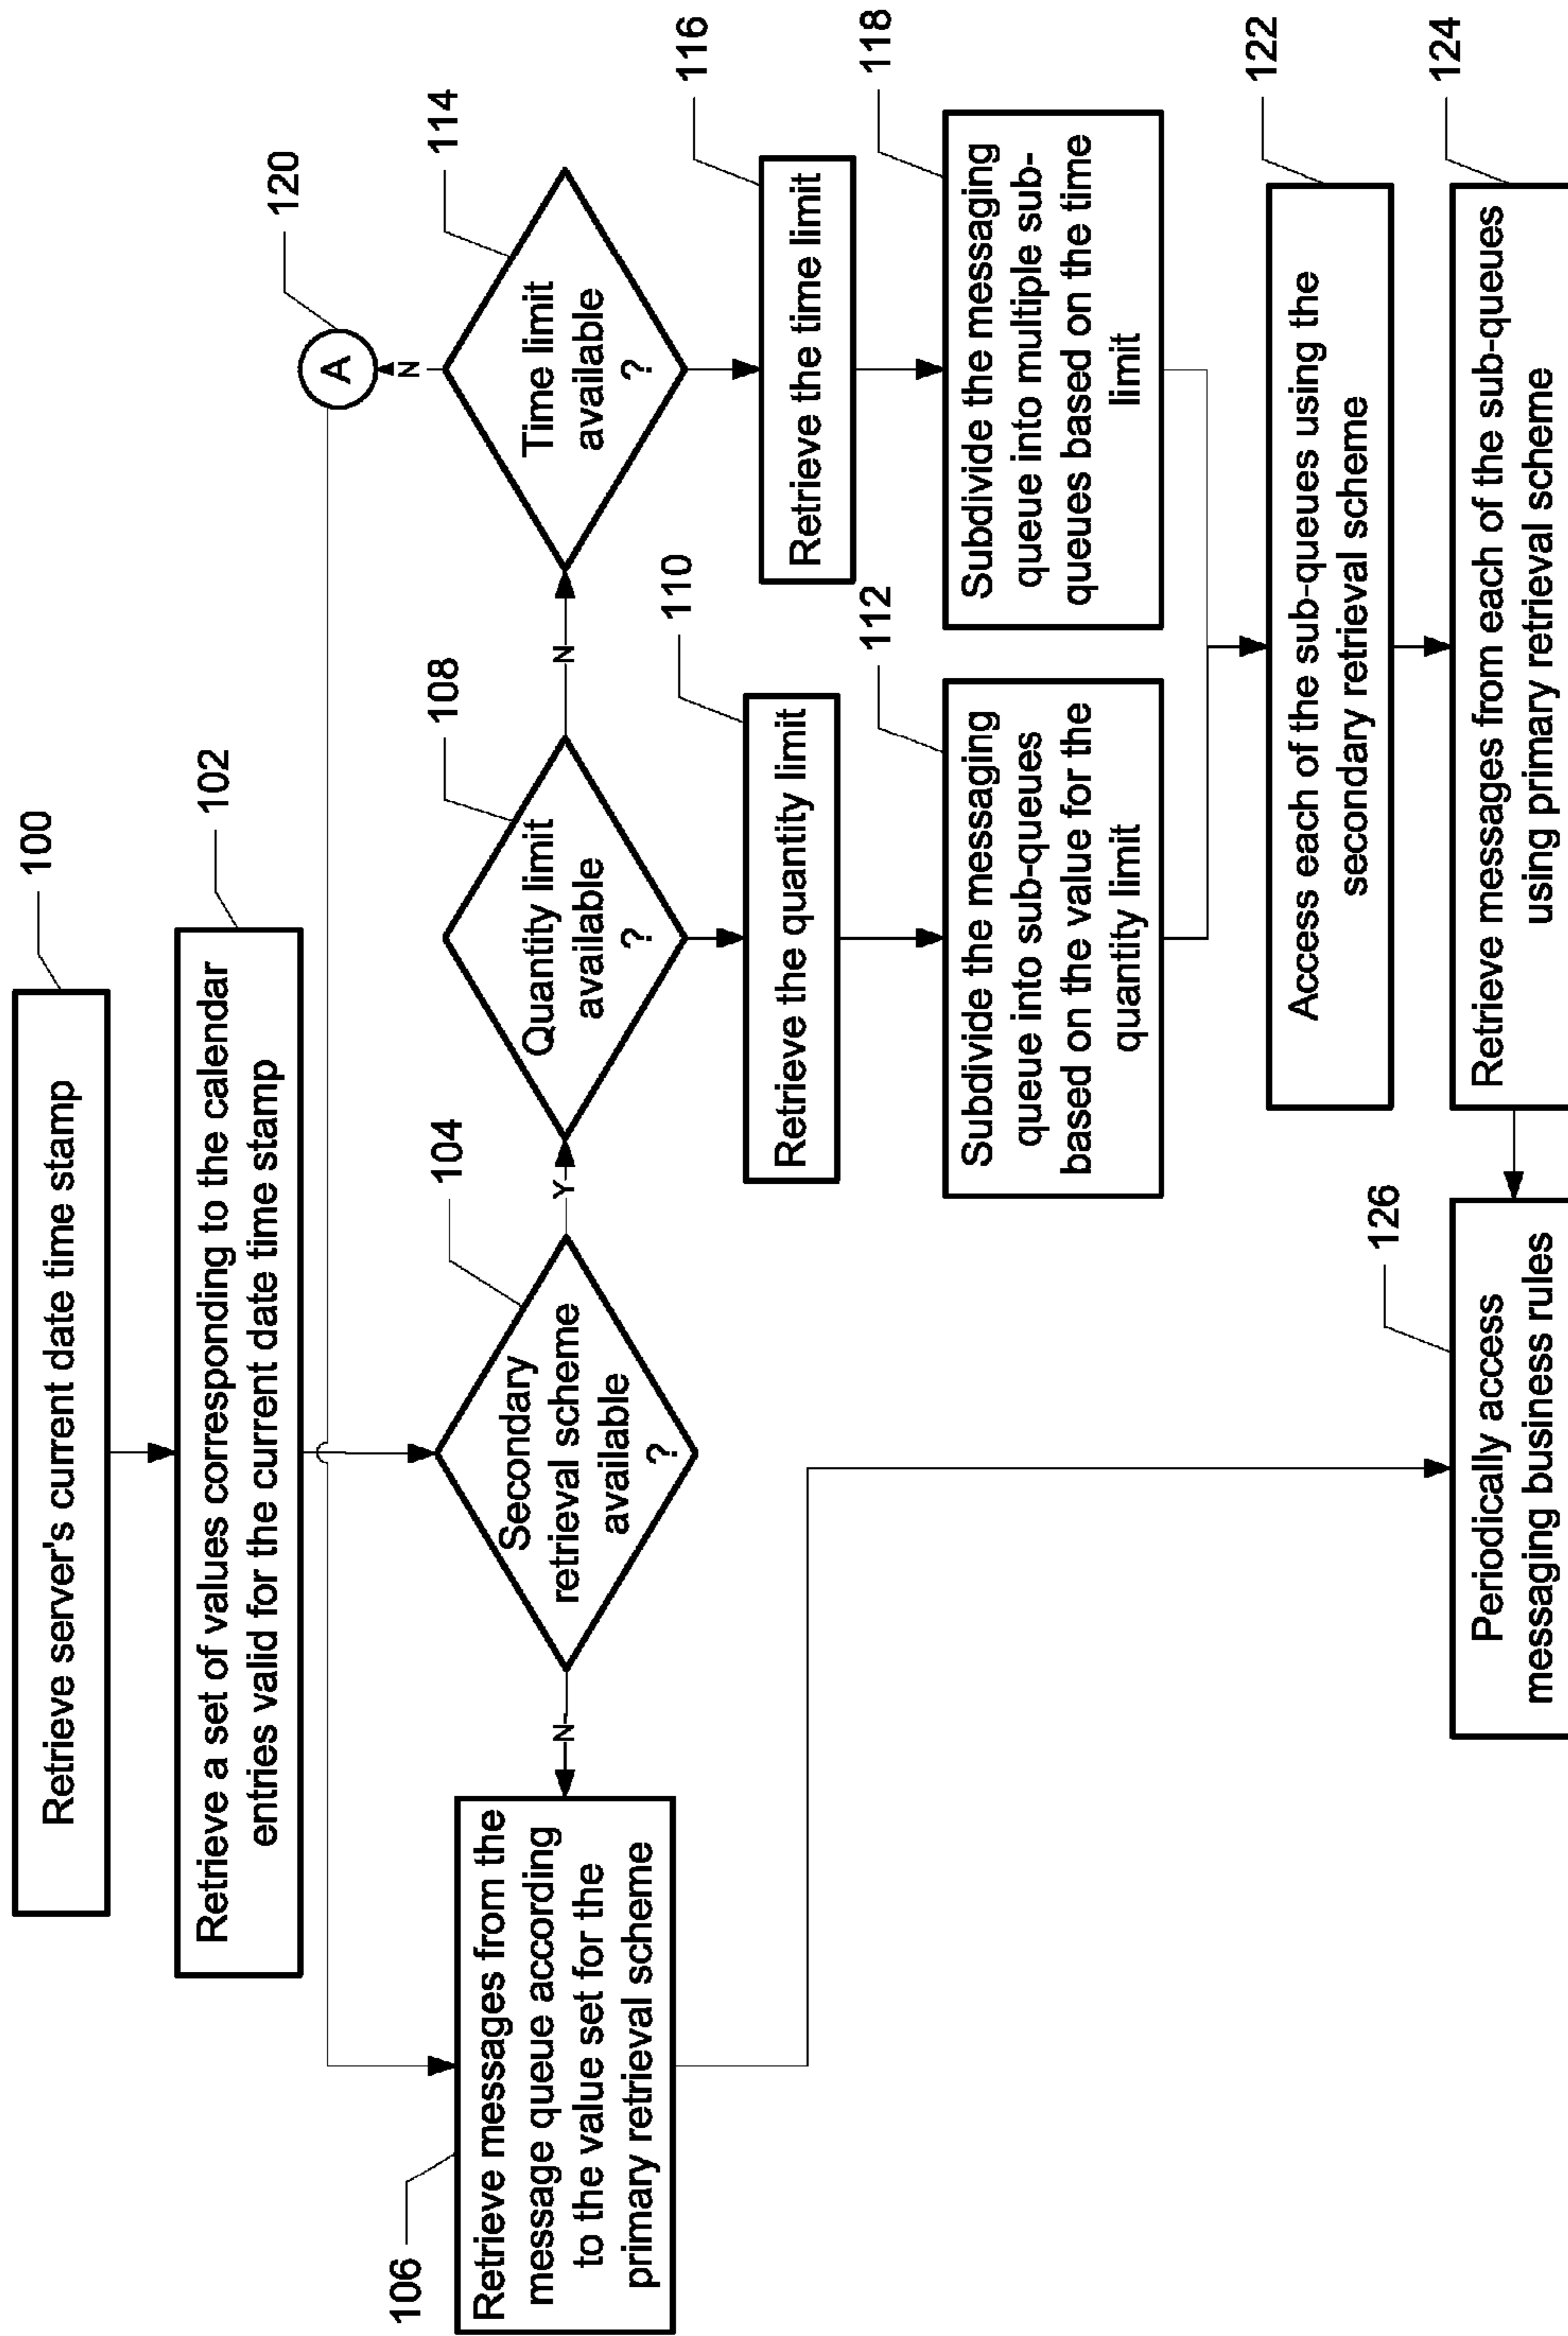 100
Retrieve server's current date time stamp
102
Retrieve a set of values corresponding to the calendar
entries valid for the current date time stamp
120
A
N
104
Secondary
retrieval scheme
available
?
Y
N
108
Quantity limit
available
?
N
114
Time limit
available
?
106
Retrieve messages from the
message queue according
to the value set for the
primary retrieval scheme
110
Retrieve the quantity limit
116
Retrieve the time limit
112
Subdivide the messaging
queue into sub-queues
based on the value for the
quantity limit
118
Subdivide the messaging
queue into multiple sub-
queues based on the time
limit
122
Access each of the sub-queues using the
secondary retrieval scheme
126
Periodically access
messaging business rules
124
Retrieve messages from each of the sub-queues
using primary retrieval scheme